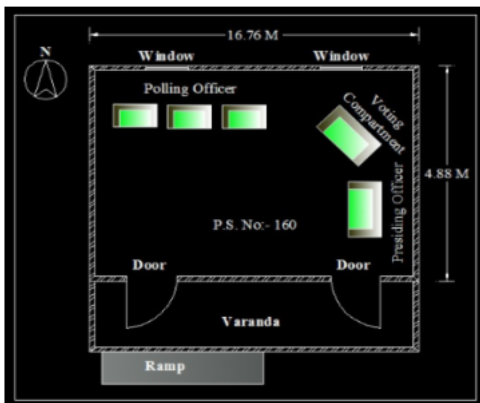 16.76 M
N
Window
Window
Polling Officer
Voting
Compartment
4.88 M
Presiding Officer
P.S. No:- 160
Door
Door
Varanda
Ramp